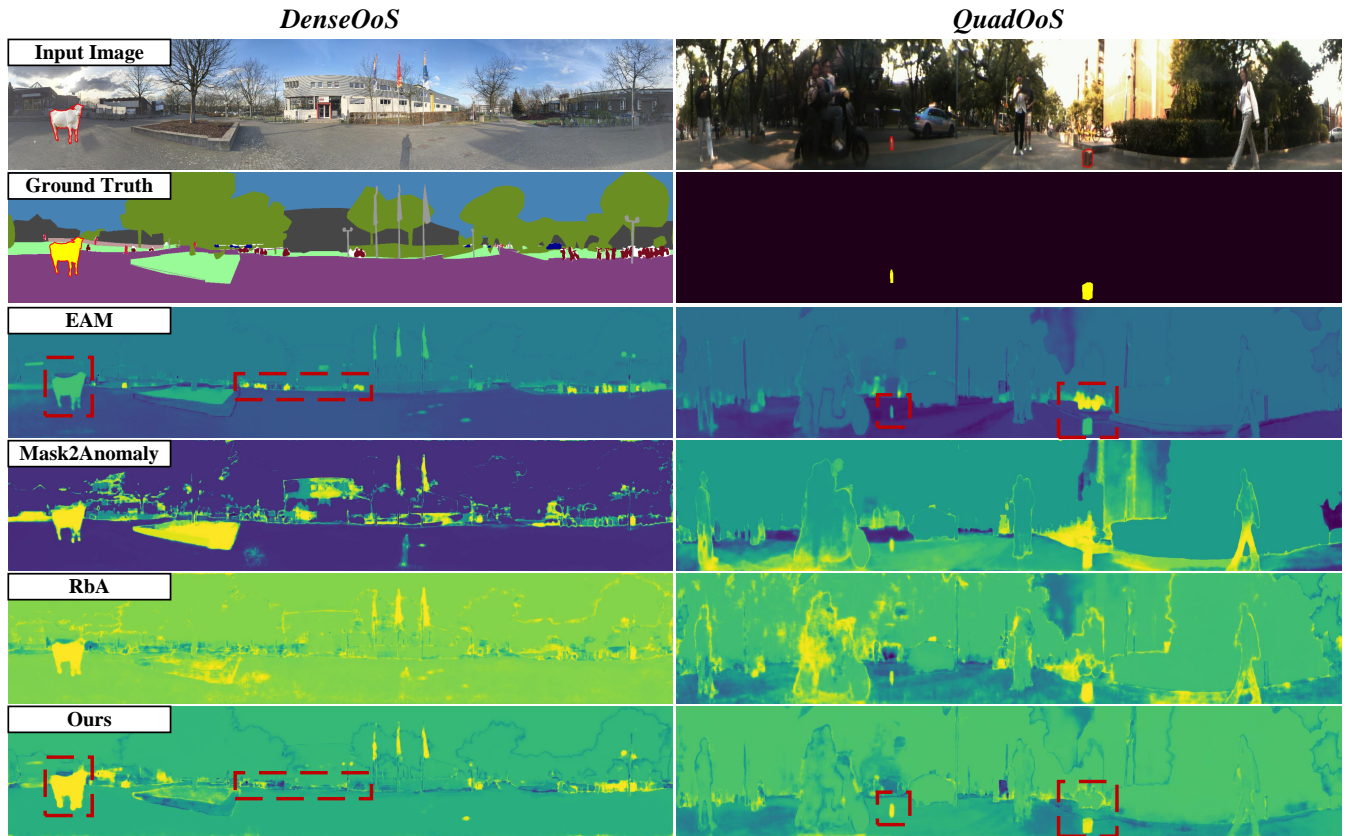 DenseOoS
QuadOoS
Input Image
Ground Truth
EAM
Mask2Anomaly
RbA
Ours